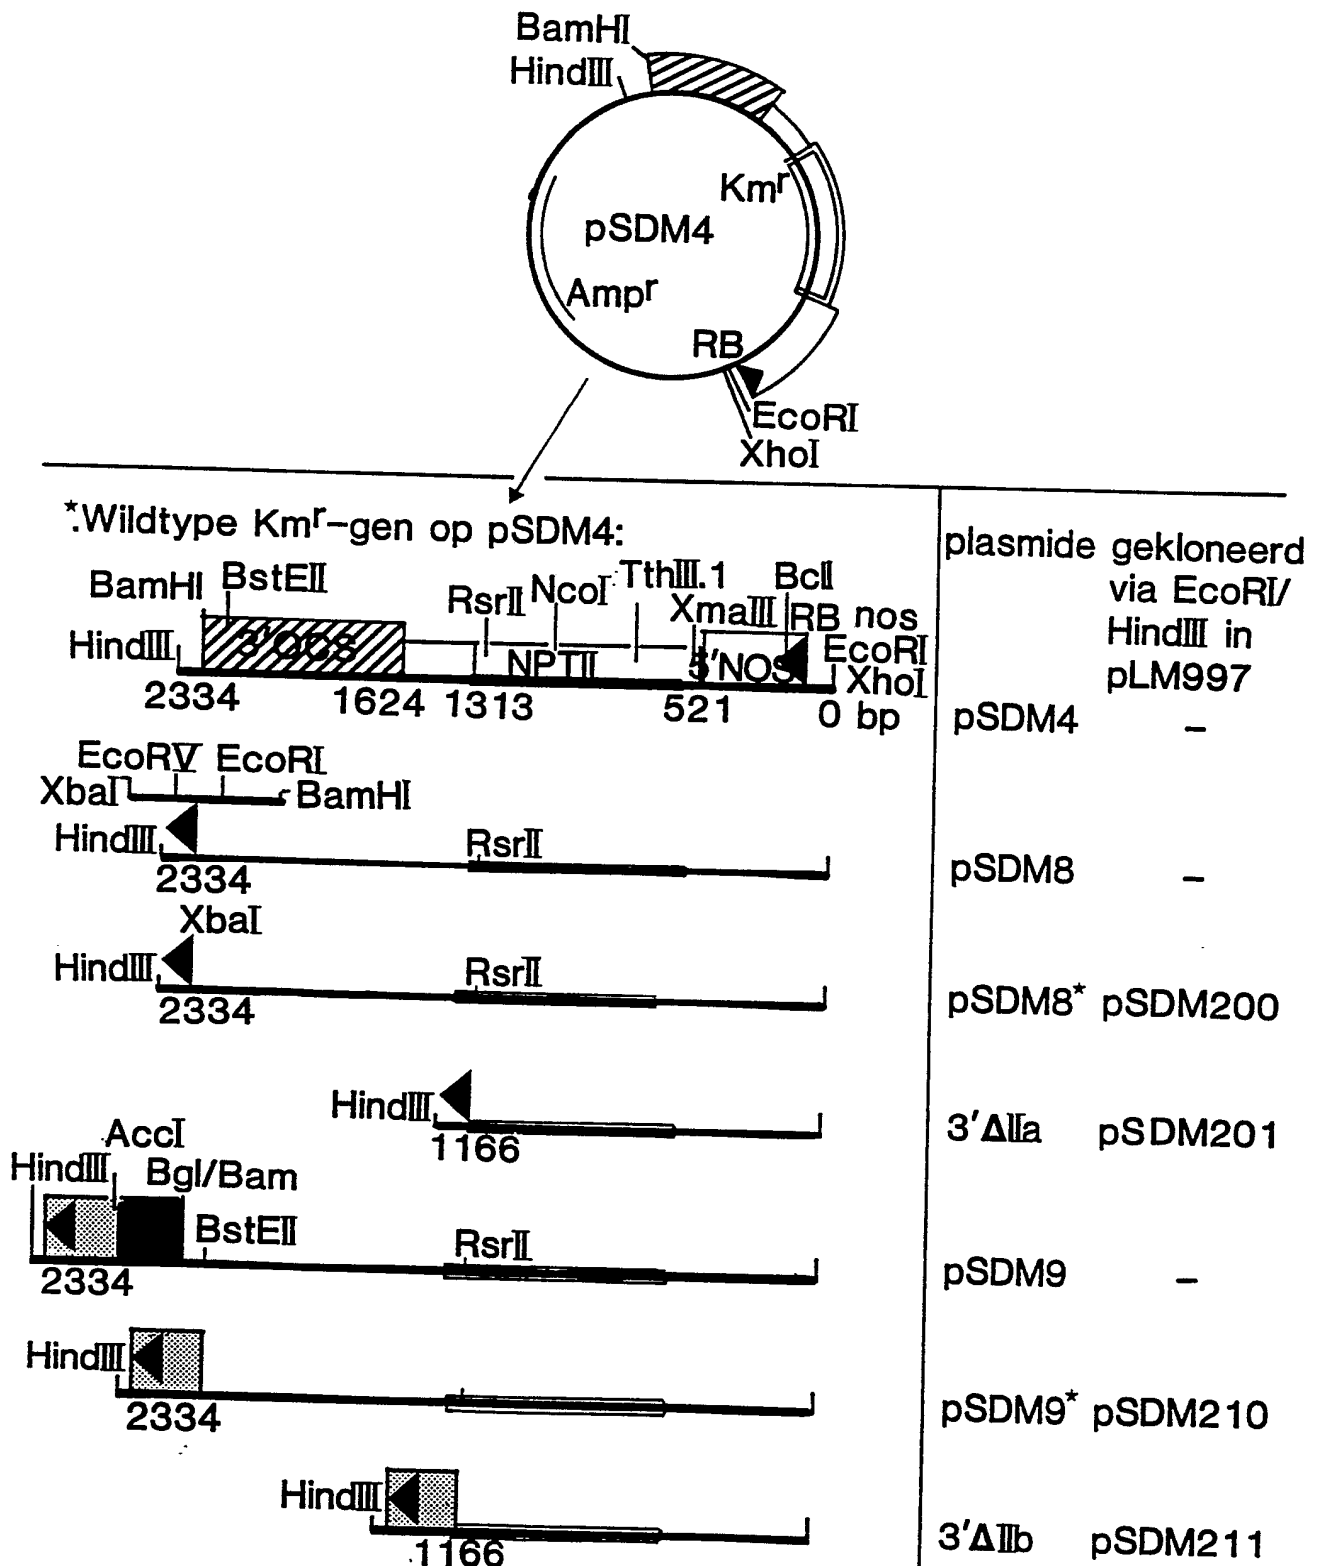 BamHI
HindIII
Kmr
pSDM4
Ampr
RB
EcoRI
XhoI
*.Wildtype Kmr-gen op pSDM4:
plasmide gekloneerd
via EcoRI/
HindIII in
pLM997
BamHI BstEII
RsrII NcoI TthIII.1 BclI
XmaIII RB nos
HindIII 3'OCS NPTII 5'NOS EcoRI
XhoI
2334 1624 1313 521 0 bp
pSDM4 -
EcoRV EcoRI
XbaI BamHI
HindIII RsrII
2334
pSDM8 -
XbaI
HindIII RsrII
2334
pSDM8* pSDM200
HindIII
1166
3'ΔIIa pSDM201
AccI
HindIII Bgl/Bam
BstEII RsrII
2334
pSDM9 -
HindIII
2334
pSDM9* pSDM210
HindIII
1166
3'ΔIIb pSDM211